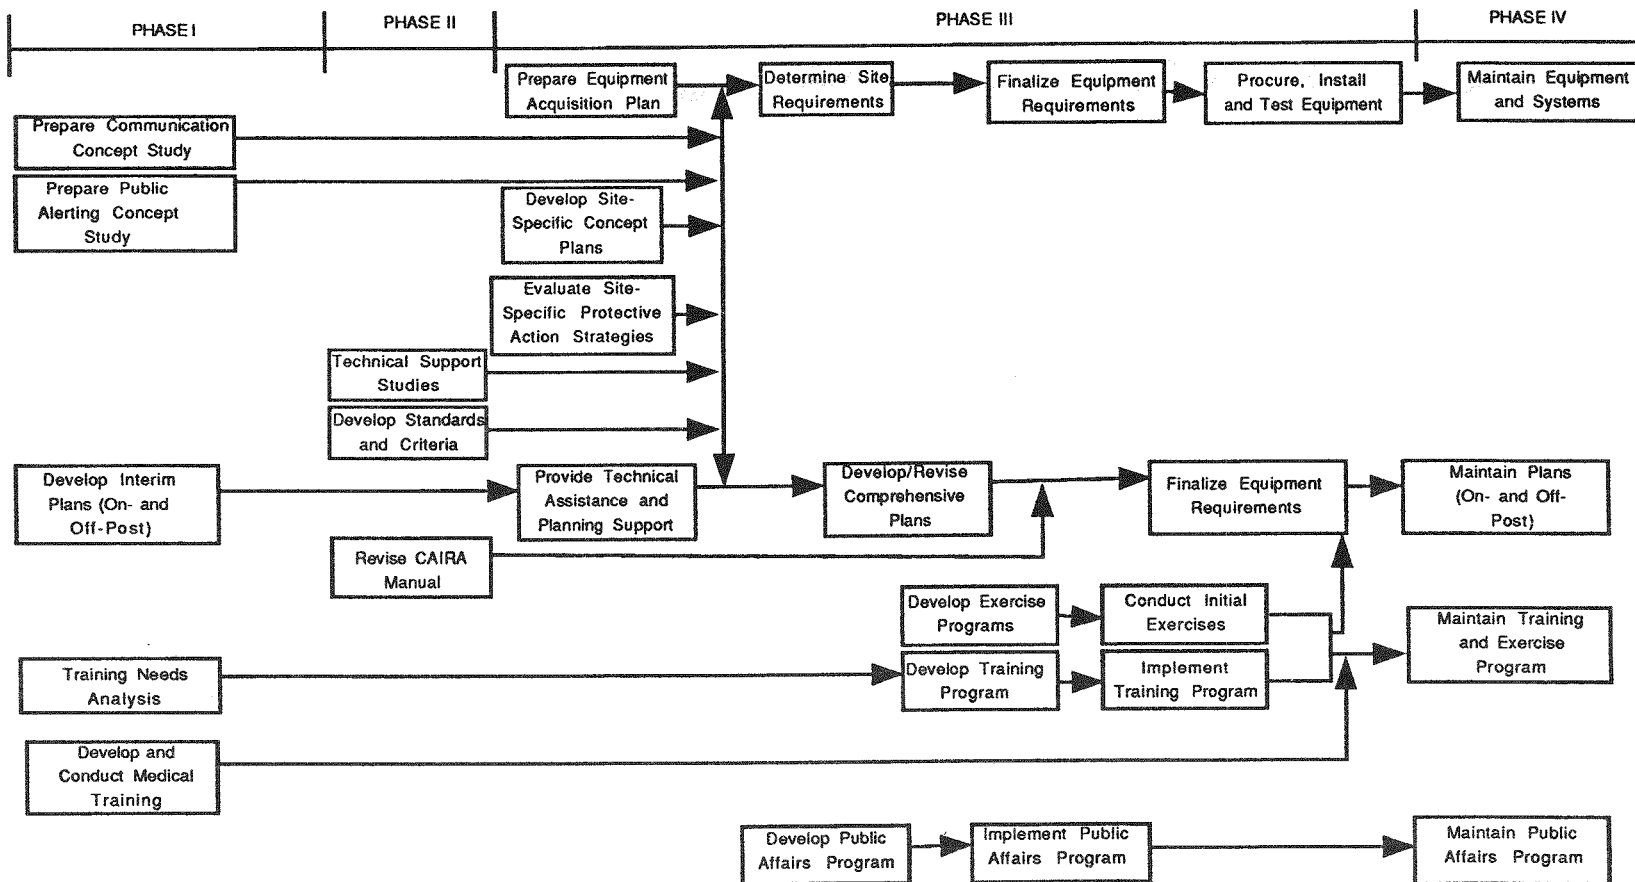 PHASE I
PHASE II
PHASE III
PHASE IV
Prepare Equipment
Acquisition Plan
Determine Site
Requirements
Finalize Equipment
Requirements
Procure, Install
and Test Equipment
Maintain Equipment
and Systems
Prepare Communication
Concept Study
Prepare Public
Alerting Concept
Study
Develop Site-
Specific Concept
Plans
Evaluate Site-
Specific Protective
Action Strategies
Technical Support
Studies
Develop Standards
and Criteria
Develop Interim
Plans (On- and
Off-Post)
Provide Technical
Assistance and
Planning Support
Develop/Revise
Comprehensive
Plans
Finalize Equipment
Requirements
Maintain Plans
(On- and Off-
Post)
Revise CAIRA
Manual
Develop Exercise
Programs
Conduct Initial
Exercises
Maintain Training
and Exercise
Program
Training Needs
Analysis
Develop Training
Program
Implement
Training Program
Develop and
Conduct Medical
Training
Develop Public
Affairs Program
Implement Public
Affairs Program
Maintain Public
Affairs Program